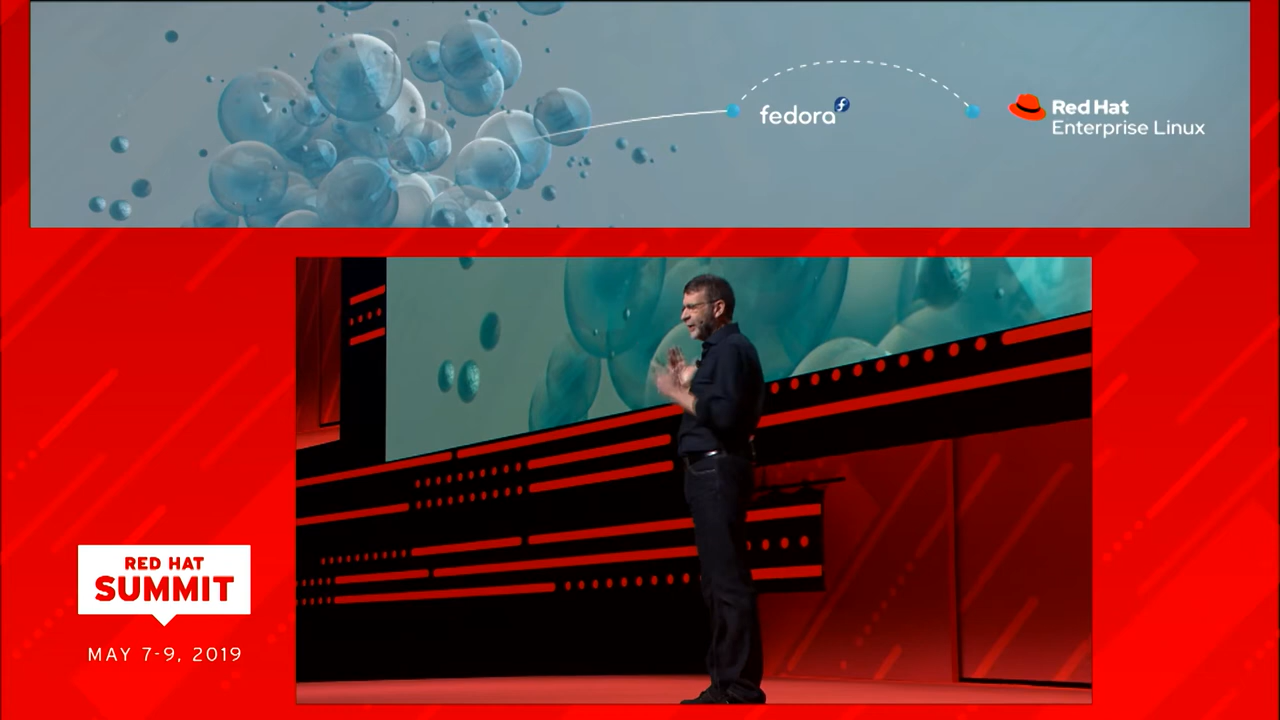 fedora
Red Hat
Enterprise Linux
RED HAT
SUMMIT
MAY 7-9, 2019